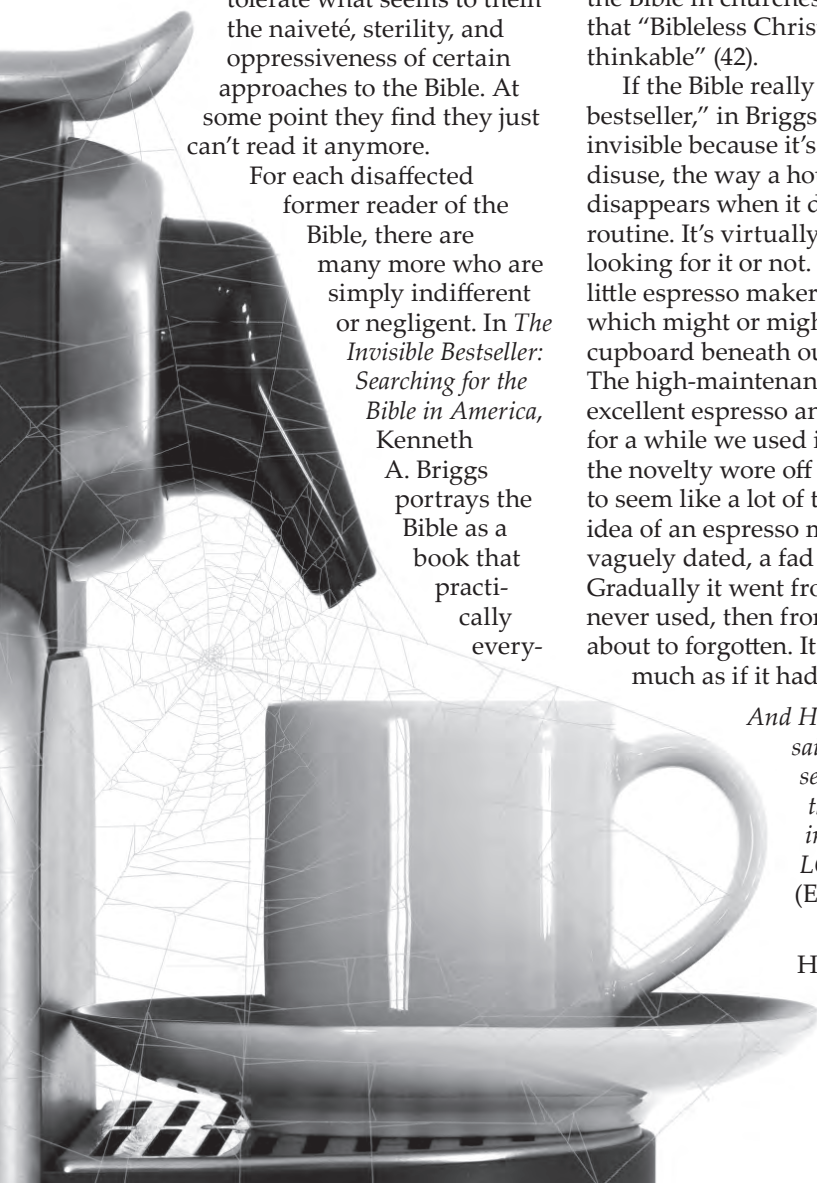 tolerate what seems to them
the naiveté, sterility, and
oppressiveness of certain
approaches to the Bible. At
some point they find they just
can’t read it anymore.
For each disaffected
former reader of the
Bible, there are
many more who are
simply indifferent
or negligent. In The
Invisible Bestseller:
Searching for the
Bible in America,
Kenneth
A. Briggs
portrays the
Bible as a
book that
practi-
cally
every-
the Bible in churches
that “Bibleless Christ
thinkable” (42).
If the Bible really
bestseller,” in Briggs
invisible because it’s
disuse, the way a ho
disappears when it d
routine. It’s virtually
looking for it or not.
little espresso maker
which might or migh
cupboard beneath ou
The high-maintenan
excellent espresso an
for a while we used i
the novelty wore off
to seem like a lot of t
idea of an espresso m
vaguely dated, a fad
Gradually it went fro
never used, then fro
about to forgotten. It
much as if it had
And H
sa
se
t
i
L
(E
H